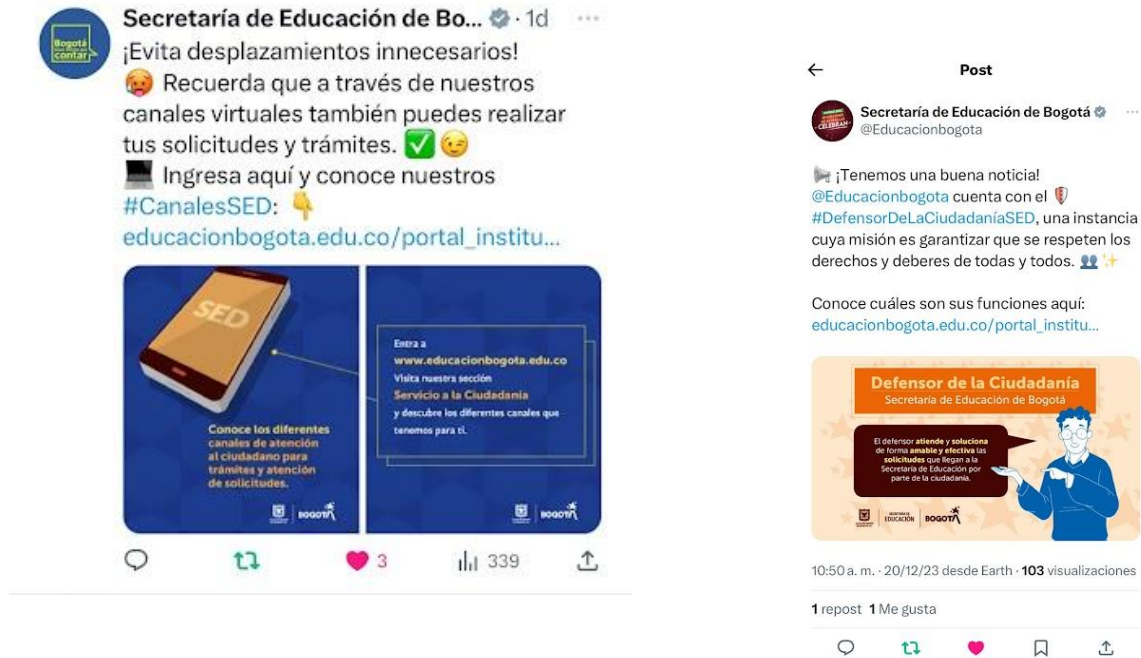 Secretaría de Educación de Bo... · 1d
¡Evita desplazamientos innecesarios!
Recuerda que a través de nuestros
canales virtuales también puedes realizar
tus solicitudes y trámites.
Ingresa aquí y conoce nuestros
#CanalesSED:
educacionbogota.edu.co/portal_institu...
SED
Conoce los diferentes
canales de atención
al ciudadano para
trámites y atención
de solicitudes.
BOGOTÁ
Entra a
www.educacionbogota.edu.co
Visita nuestra sección
Servicio a la Ciudadanía
y descubre los diferentes canales que
tenemos para ti.
BOGOTÁ
3
339
Post
Secretaría de Educación de Bogotá
@Educacionbogota
¡Tenemos una buena noticia!
@Educacionbogota cuenta con el
#DefensorDeLaCiudadaníaSED, una instancia
cuya misión es garantizar que se respeten los
derechos y deberes de todas y todos.
Conoce cuáles son sus funciones aquí:
educacionbogota.edu.co/portal_institu...
Defensor de la Ciudadanía
Secretaría de Educación de Bogotá
El defensor atiende y soluciona
de forma amable y efectiva las
solicitudes que llegan a la
Secretaría de Educación por
parte de la ciudadanía.
EDUCACIÓN
BOGOTÁ
10:50 a. m. · 20/12/23 desde Earth · 103 visualizaciones
1 repost 1 Me gusta